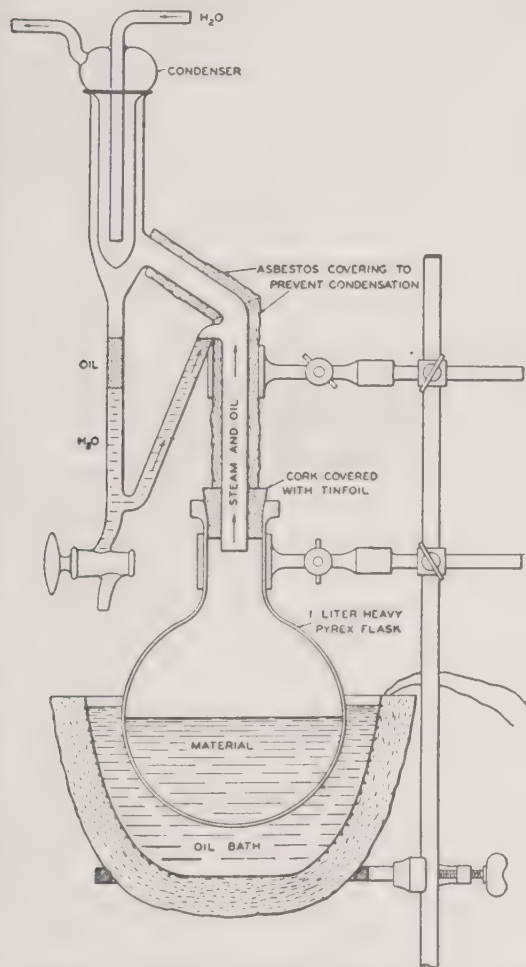 H₂O
CONDENSER
ASBESTOS COVERING TO
PREVENT CONDENSATION
OIL
H₂O
STEAM AND OIL
CORK COVERED
WITH TINFOIL
1 LITER HEAVY
PYREX FLASK
MATERIAL
OIL BATH